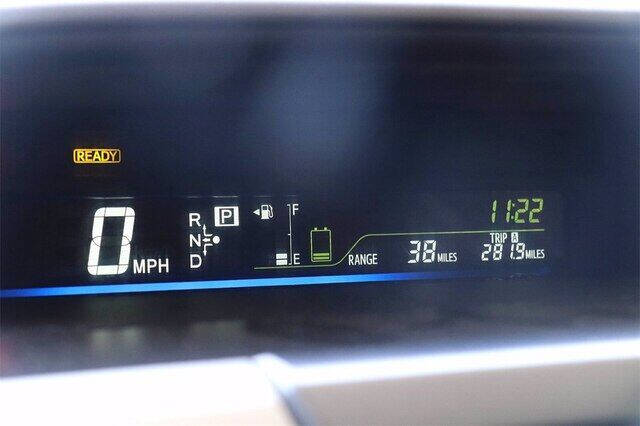 READY
0 MPH
R P
N
D
F
E
11:22
RANGE 38 MILES
TRIP A
281.9 MILES